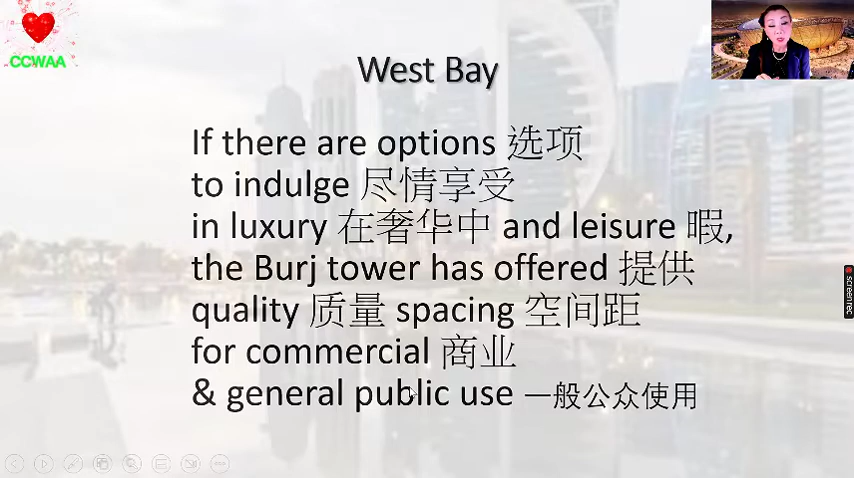 CCWAA
West Bay
If there are options 选项
to indulge 尽情享受
in luxury 在奢华中 and leisure 暇,
the Burj tower has offered 提供
quality 质量 spacing 空间距
for commercial 商业
& general public use 一般公众使用
screenrec